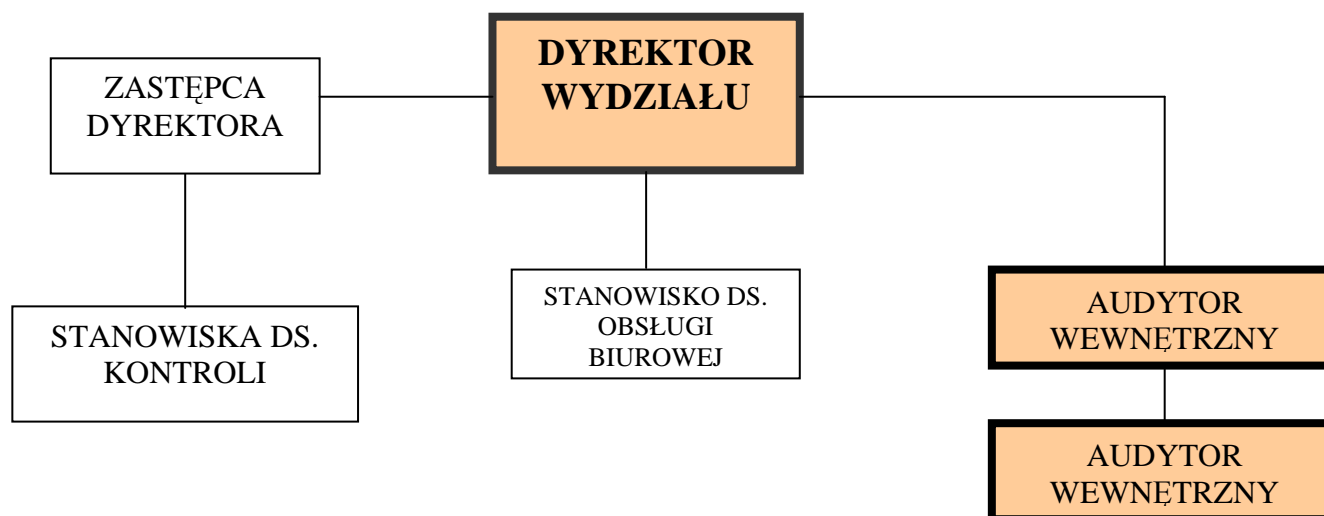 DYREKTOR
WYDZIAŁU
ZASTĘPCA
DYREKTORA
STANOWISKA DS.
KONTROLI
STANOWISKO DS.
OBSŁUGI
BIUROWEJ
AUDYTOR
WEWNĘTRZNY
AUDYTOR
WEWNĘTRZNY